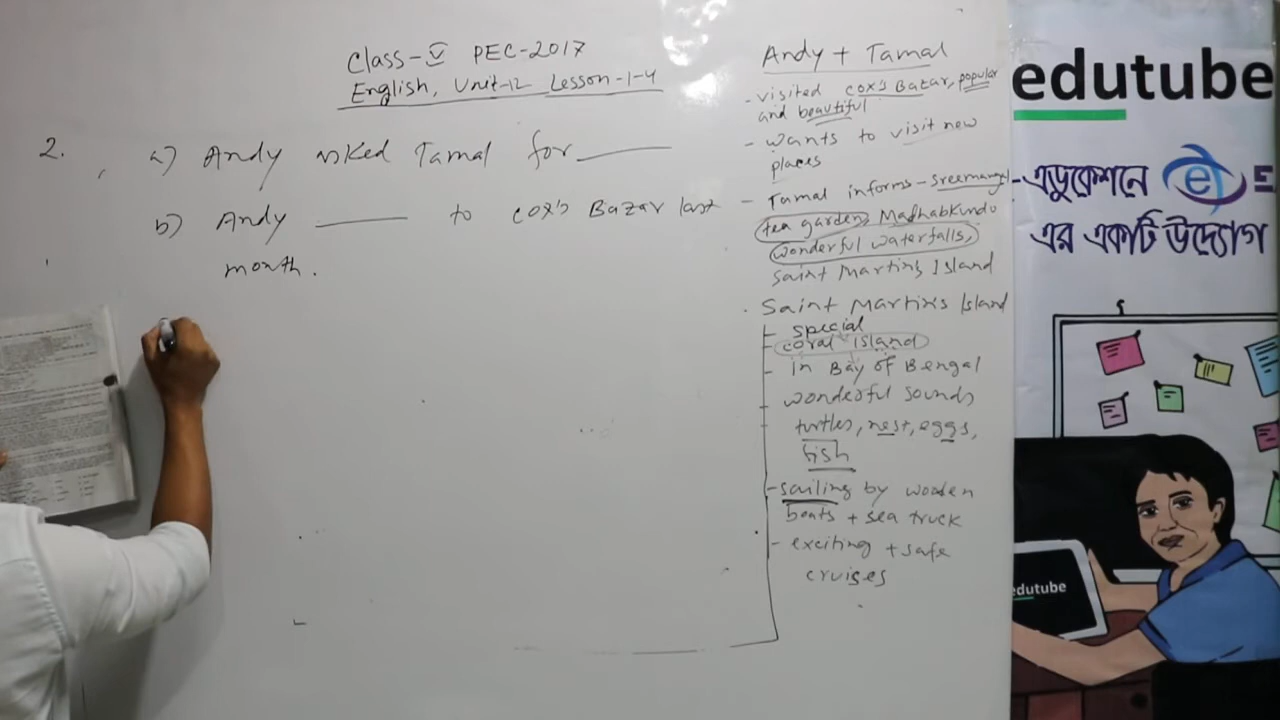 Class-V PEC-2017
English, Unit-12 Lesson-1-4
2. a) Andy asked Tamal for
b) Andy to cox's Bazar last
month.
Andy + Tamal
- visited cox's Bazar, popular
and beautiful
- wants to visit new
places
- Tamal informs - Sreemangal
tea garden, Madhabkundo
wonderful waterfalls,
Saint Martins Island
. Saint Martin's Island
- special
- coral island
- in Bay of Bengal
- wonderful sounds
- turtles, nest, eggs,
fish
- sailing by wooden
boats + sea truck
- exciting + safe
cruises
edutube
এডুকেশনে E
এর একটি উদ্যোগ
edutube